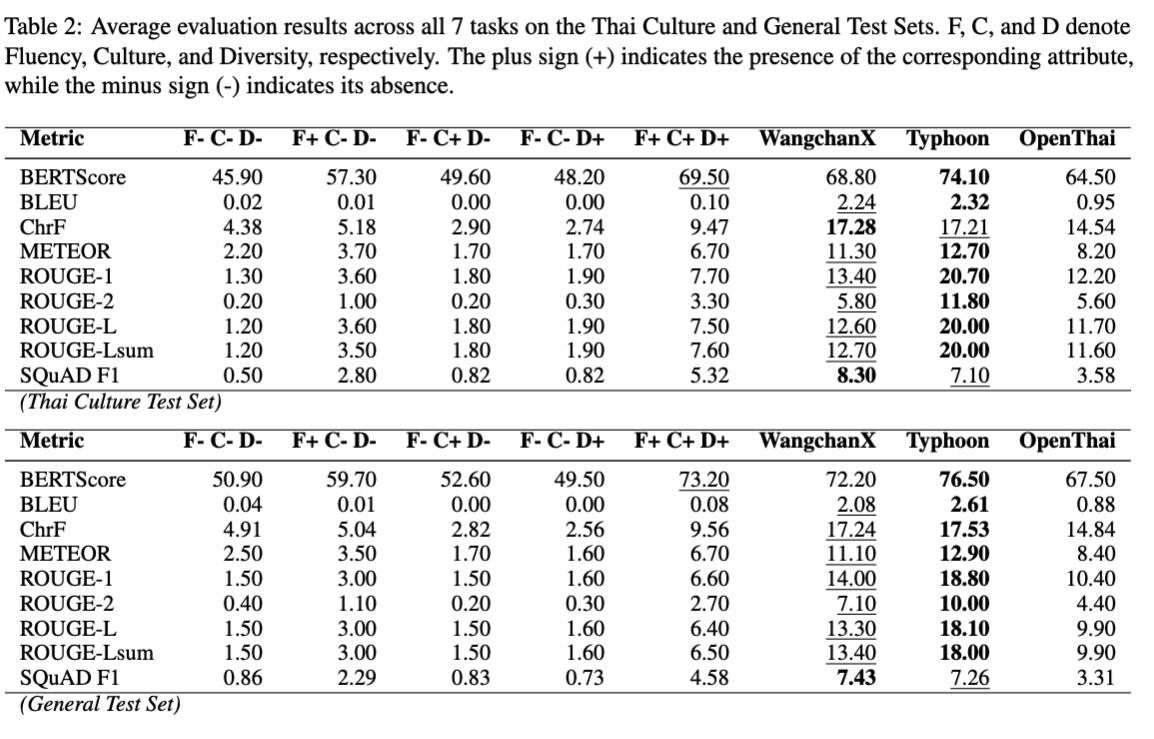 Table 2: Average evaluation results across all 7 tasks on the Thai Culture and General Test Sets. F, C, and D denote
Fluency, Culture, and Diversity, respectively. The plus sign (+) indicates the presence of the corresponding attribute,
while the minus sign (-) indicates its absence.
Metric F- C- D- F+ C- D- F- C+ D- F- C- D+ F+ C+ D+ WangchanX Typhoon OpenThai
BERTScore 45.90 57.30 49.60 48.20 69.50 68.80 74.10 64.50
BLEU 0.02 0.01 0.00 0.00 0.10 2.24 2.32 0.95
ChrF 4.38 5.18 2.90 2.74 9.47 17.28 17.21 14.54
METEOR 2.20 3.70 1.70 1.70 6.70 11.30 12.70 8.20
ROUGE-1 1.30 3.60 1.80 1.90 7.70 13.40 20.70 12.20
ROUGE-2 0.20 1.00 0.20 0.30 3.30 5.80 11.80 5.60
ROUGE-L 1.20 3.60 1.80 1.90 7.50 12.60 20.00 11.70
ROUGE-Lsum 1.20 3.50 1.80 1.90 7.60 12.70 20.00 11.60
SQuAD F1 0.50 2.80 0.82 0.82 5.32 8.30 7.10 3.58
(Thai Culture Test Set)
Metric F- C- D- F+ C- D- F- C+ D- F- C- D+ F+ C+ D+ WangchanX Typhoon OpenThai
BERTScore 50.90 59.70 52.60 49.50 73.20 72.20 76.50 67.50
BLEU 0.04 0.01 0.00 0.00 0.08 2.08 2.61 0.88
ChrF 4.91 5.04 2.82 2.56 9.56 17.24 17.53 14.84
METEOR 2.50 3.50 1.70 1.60 6.70 11.10 12.90 8.40
ROUGE-1 1.50 3.00 1.50 1.60 6.60 14.00 18.80 10.40
ROUGE-2 0.40 1.10 0.20 0.30 2.70 7.10 10.00 4.40
ROUGE-L 1.50 3.00 1.50 1.60 6.40 13.30 18.10 9.90
ROUGE-Lsum 1.50 3.00 1.50 1.60 6.50 13.40 18.00 9.90
SQuAD F1 0.86 2.29 0.83 0.73 4.58 7.43 7.26 3.31
(General Test Set)